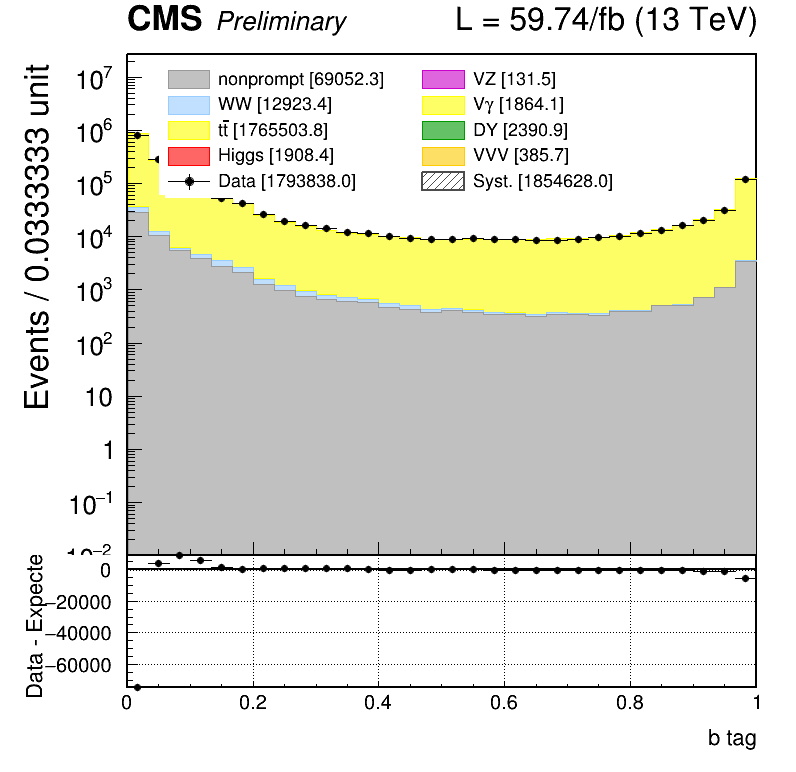 CMS Preliminary L = 59.74/fb (13 TeV)
Events / 0.0333333 unit
nonprompt [69052.3]
WW [12923.4]
tt̄ [1765503.8]
Higgs [1908.4]
Data [1793838.0]
VZ [131.5]
Vγ [1864.1]
DY [2390.9]
VVV [385.7]
Syst. [1854628.0]
10⁷
10⁶
10⁵
10⁴
10³
10²
10
1
10⁻¹
10⁻²
Data - Expecte
0
−20000
−40000
−60000
0 0.2 0.4 0.6 0.8 1
b tag